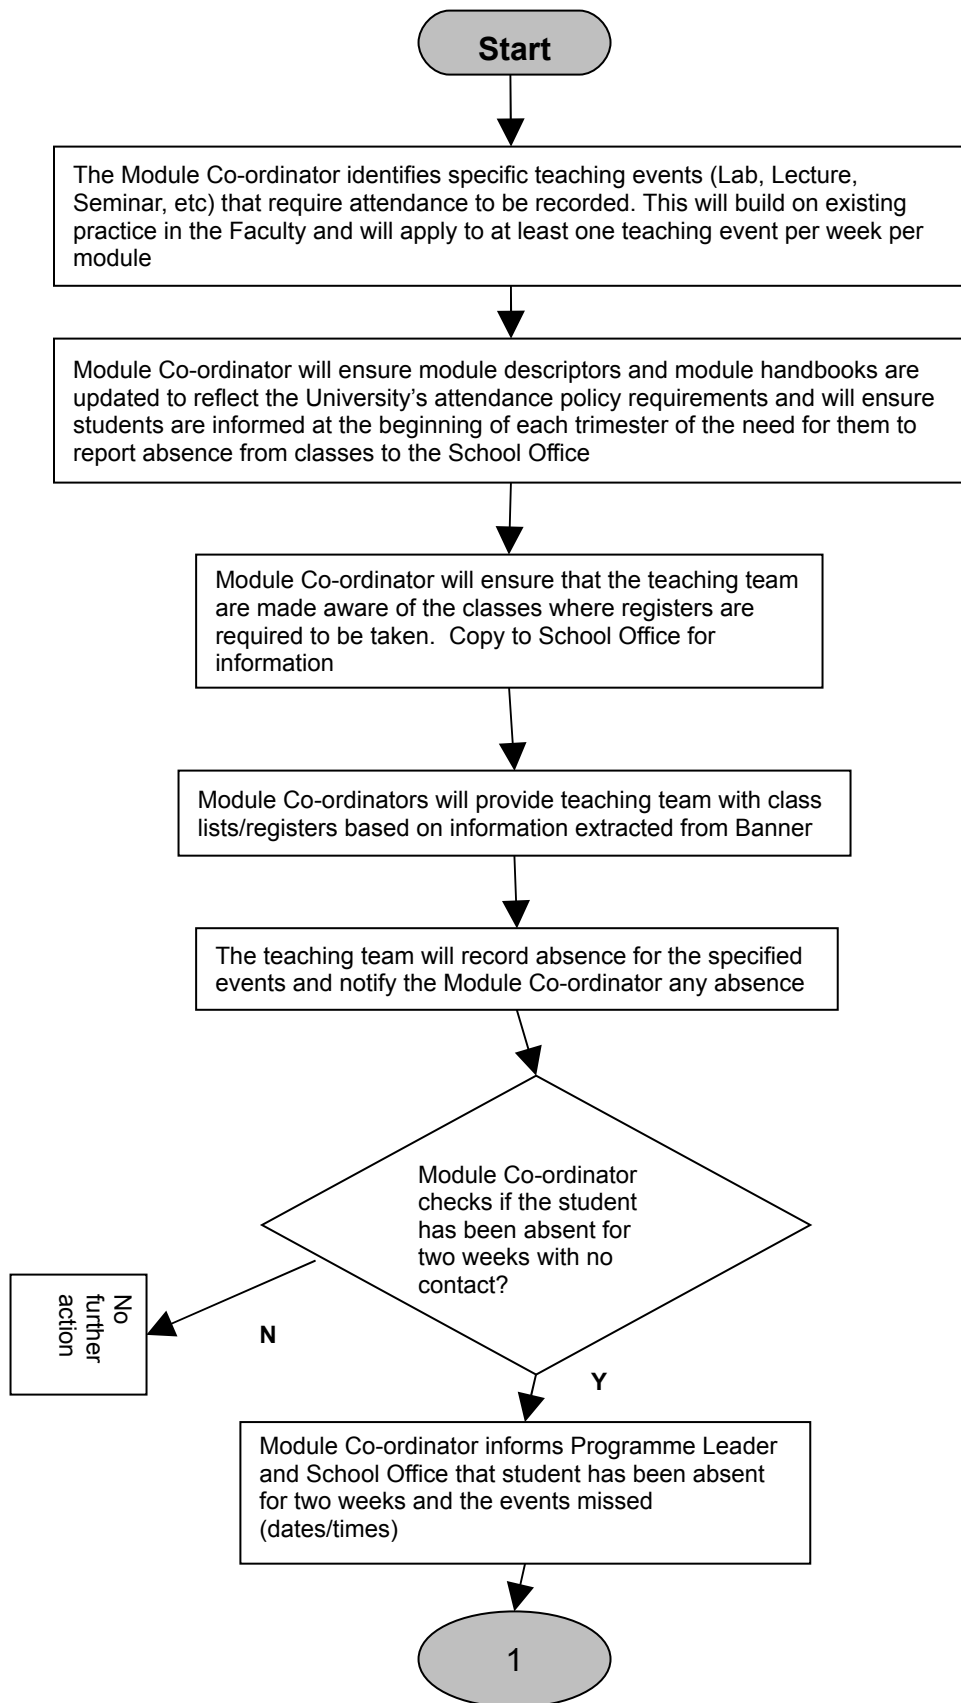 Start
The Module Co-ordinator identifies specific teaching events (Lab, Lecture,
Seminar, etc) that require attendance to be recorded. This will build on existing
practice in the Faculty and will apply to at least one teaching event per week per
module
Module Co-ordinator will ensure module descriptors and module handbooks are
updated to reflect the University’s attendance policy requirements and will ensure
students are informed at the beginning of each trimester of the need for them to
report absence from classes to the School Office
Module Co-ordinator will ensure that the teaching team
are made aware of the classes where registers are
required to be taken.  Copy to School Office for
information
Module Co-ordinators will provide teaching team with class
lists/registers based on information extracted from Banner
The teaching team will record absence for the specified
events and notify the Module Co-ordinator any absence
Module Co-ordinator
checks if the student
has been absent for
two weeks with no
contact?
No
further
action
N
Y
Module Co-ordinator informs Programme Leader
and School Office that student has been absent
for two weeks and the events missed
(dates/times)
1